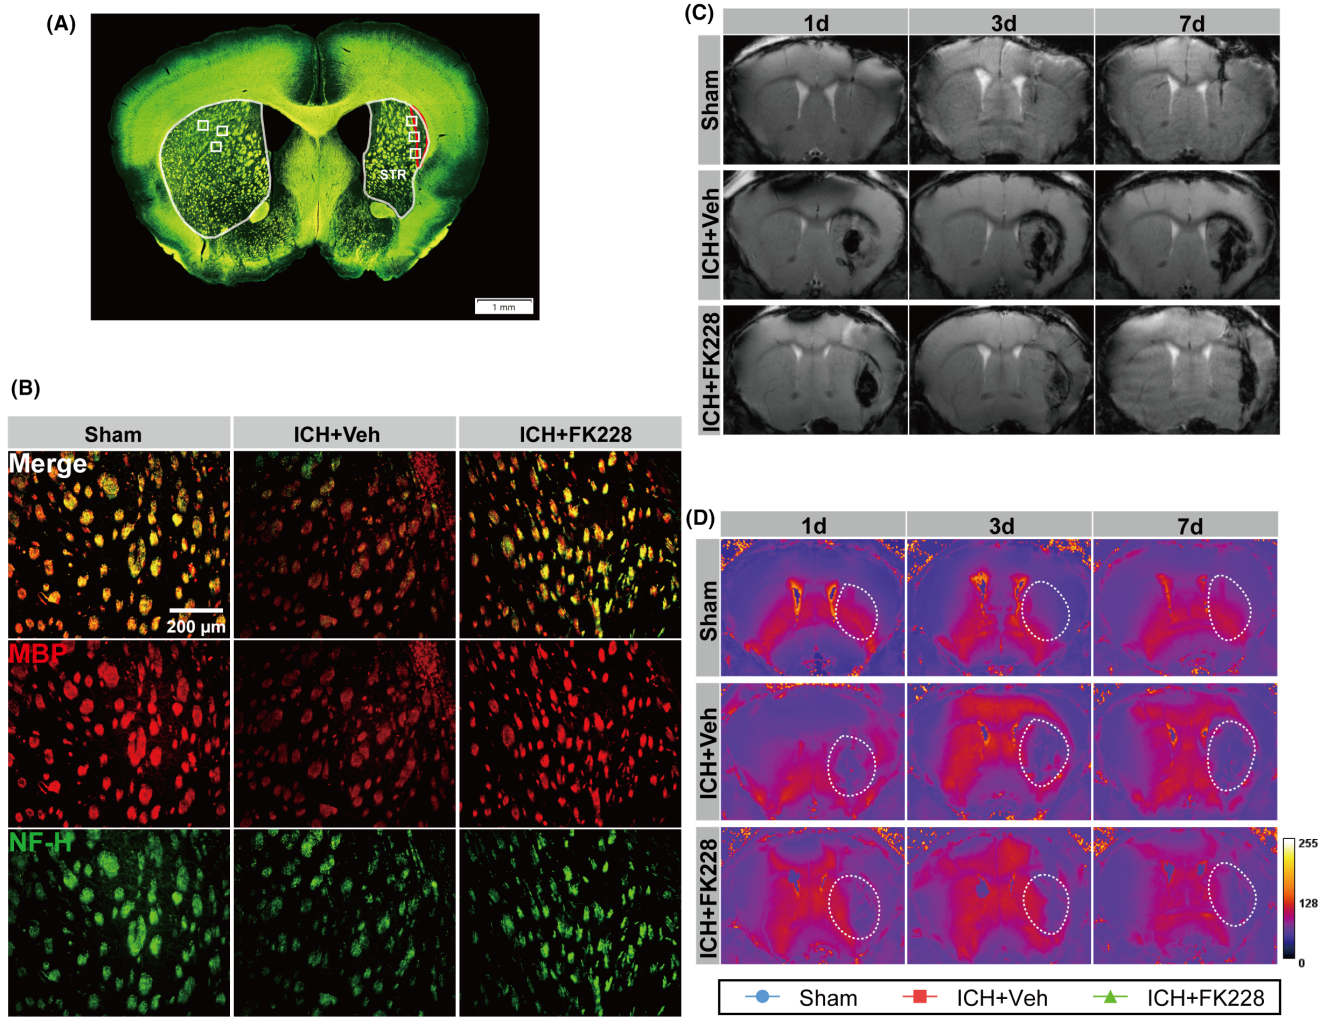 (A)
STR
1 mm
(B)
Sham ICH+Veh ICH+FK228
Merge
200 µm
MBP
NF-H
(C)
1d 3d 7d
Sham
ICH+Veh
ICH+FK228
(D)
1d 3d 7d
Sham
ICH+Veh
ICH+FK228
255
128
0
Sham ICH+Veh ICH+FK228